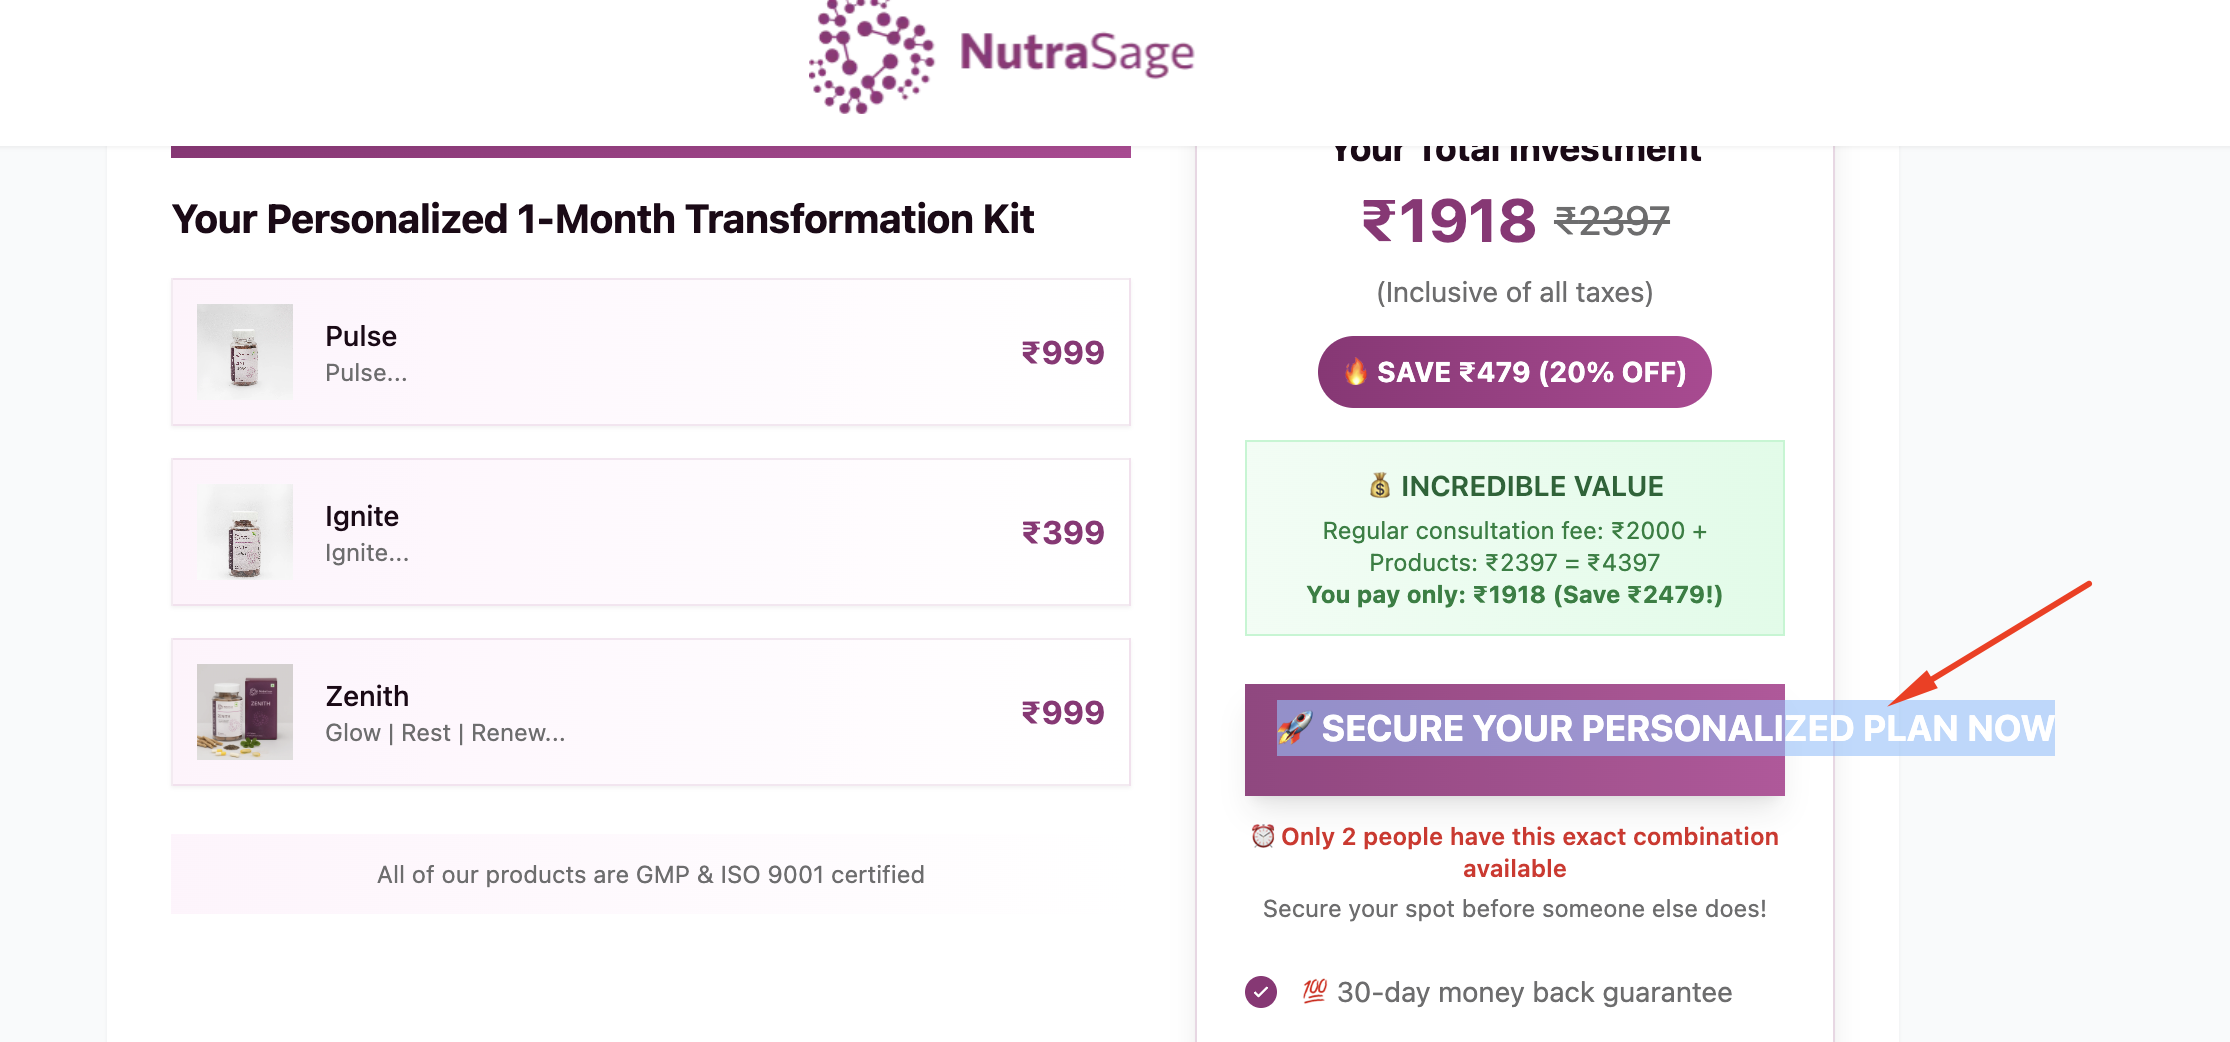 NutraSage
Your Total Investment
₹1918 ₹2397
(Inclusive of all taxes)
🔥 SAVE ₹479 (20% OFF)
💰 INCREDIBLE VALUE
Regular consultation fee: ₹2000 +
Products: ₹2397 = ₹4397
You pay only: ₹1918 (Save ₹2479!)
🚀 SECURE YOUR PERSONALIZED PLAN NOW
⏰ Only 2 people have this exact combination
available
Secure your spot before someone else does!
💯 30-day money back guarantee
Your Personalized 1-Month Transformation Kit
Pulse
Pulse...
₹999
Ignite
Ignite...
₹399
ZENITH
Zenith
Glow | Rest | Renew...
₹999
All of our products are GMP & ISO 9001 certified